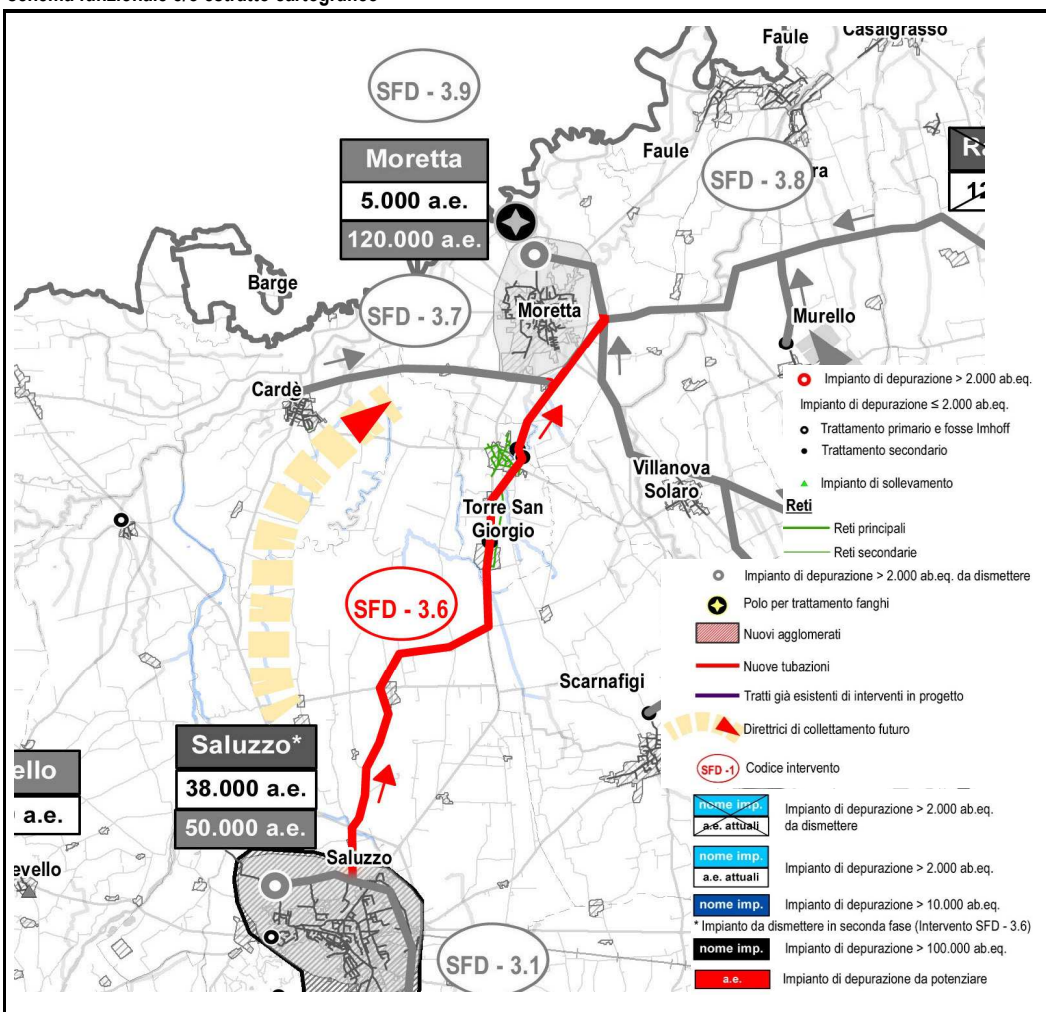 Faule
Casalgrasso
SFD - 3.9
Moretta
5.000 a.e.
120.000 a.e.
Faule
SFD - 3.8
ra
12
Barge
SFD - 3.7
Moretta
Murello
Cardè
Villanova
Solaro
Torre San
Giorgio
SFD - 3.6
Scarnafigi
Saluzzo*
38.000 a.e.
50.000 a.e.
ello
a.e.
Saluzzo
evello
SFD - 3.1
Impianto di depurazione > 2.000 ab.eq.
Impianto di depurazione ≤ 2.000 ab.eq.
Trattamento primario e fosse Imhoff
Trattamento secondario
Impianto di sollevamento
Reti
Reti principali
Reti secondarie
Impianto di depurazione > 2.000 ab.eq. da dismettere
Polo per trattamento fanghi
Nuovi agglomerati
Nuove tubazioni
Tratti già esistenti di interventi in progetto
Direttrici di collettamento futuro
SFD -1 Codice intervento
nome imp.
a.e. attuali
Impianto di depurazione > 2.000 ab.eq.
da dismettere
nome imp.
a.e. attuali
Impianto di depurazione > 2.000 ab.eq.
nome imp. Impianto di depurazione > 10.000 ab.eq.
* Impianto da dismettere in seconda fase (Intervento SFD - 3.6)
nome imp. Impianto di depurazione > 100.000 ab.eq.
a.e. Impianto di depurazione da potenziare